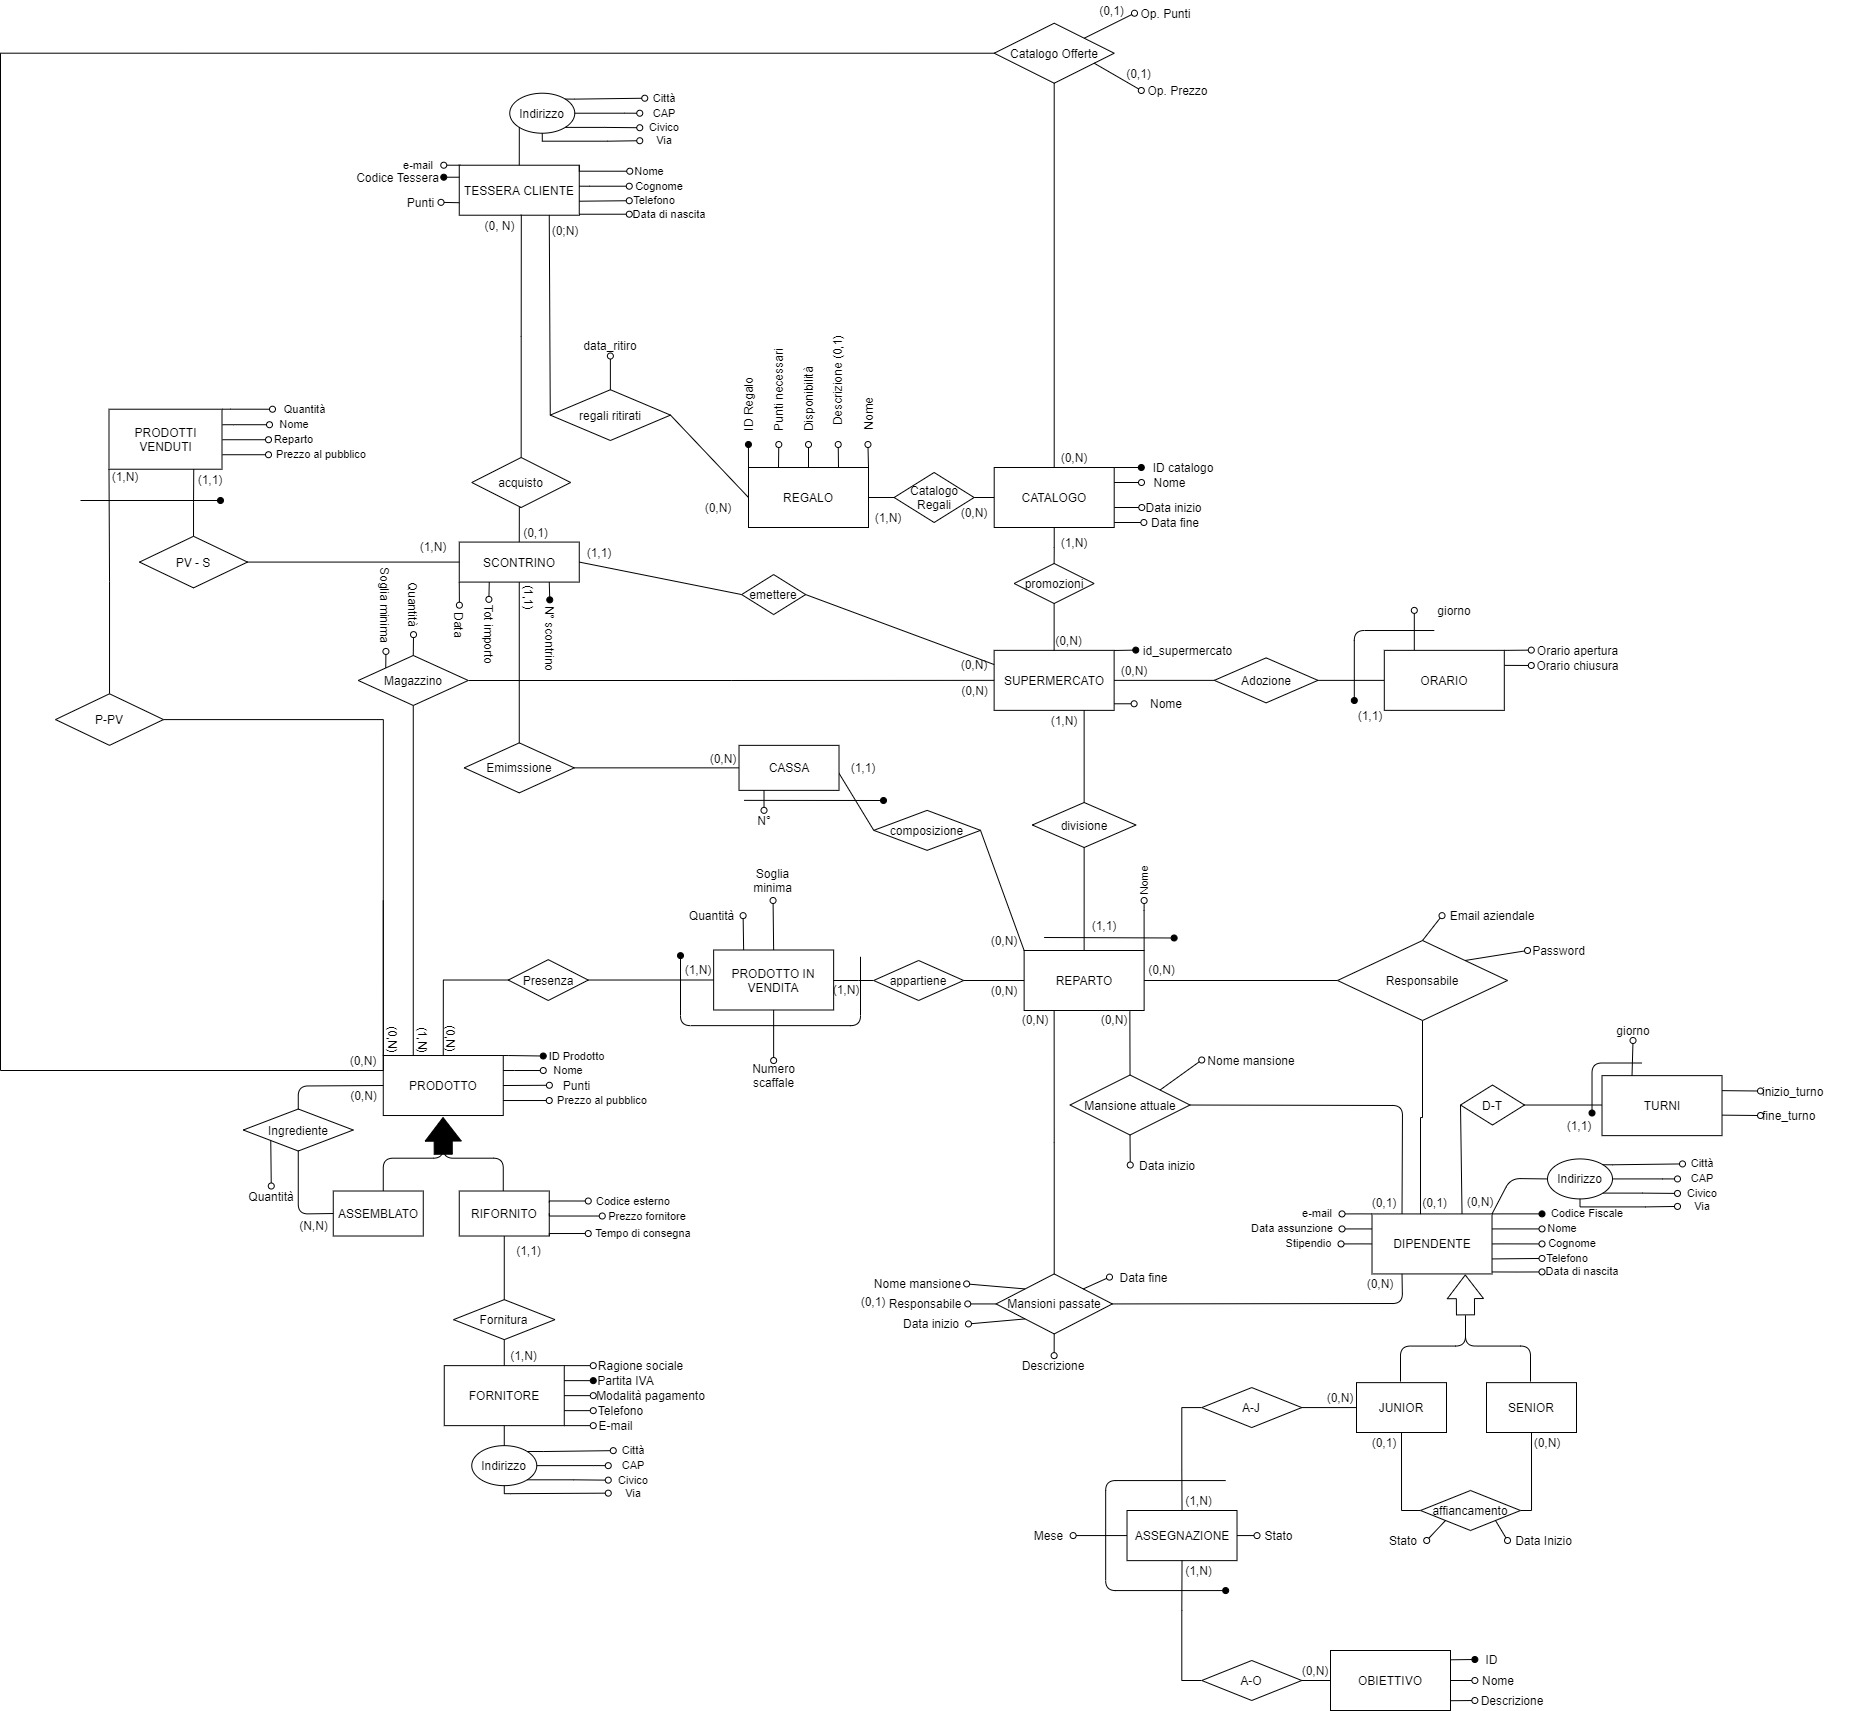 (0,1)
Op. Punti
Catalogo Offerte
(0,1)
Op. Prezzo
Indirizzo
Città
CAP
Civico
Via
e-mail
Codice Tessera
Punti
TESSERA CLIENTE
Nome
Cognome
Telefono
Data di nascita
(0, N)
(0;N)
data_ritiro
regali ritirati
ID Regalo
Punti necessari
Disponibilità
Descrizione (0,1)
Nome
REGALO
(0,N)
(1,N)
Catalogo
Regali
(0,N)
(0,N)
CATALOGO
ID catalogo
Nome
Data inizio
Data fine
(1,N)
promozioni
(0,N)
PRODOTTI
VENDUTI
Quantità
Nome
Reparto
Prezzo al pubblico
(1,N)
(1,1)
PV - S
acquisto
(0,1)
(1,N)
SCONTRINO
(1,1)
(1,1)
Data
Tot importo
N° scontrino
emettere
(0,N)
Soglia minima
Quantità
Magazzino
(0,N)
SUPERMERCATO
id_supermercato
Nome
(0,N)
Adozione
giorno
ORARIO
Orario apertura
Orario chiusura
(1,1)
(1,N)
P-PV
Emimssione
(0,N)
CASSA
(1,1)
N°
composizione
divisione
Nome
(1,1)
(0,N)
REPARTO
(0,N)
(0,N)
(0,N)
(0,N)
Soglia
minima
Quantità
PRODOTTO IN
VENDITA
(1,N)
(1,N)
Numero
scaffale
appartiene
Presenza
Email aziendale
Password
Responsabile
(0,N)
(1,N)
(0,N)
(0,N)
(0,N)
PRODOTTO
ID Prodotto
Nome
Punti
Prezzo al pubblico
Ingrediente
Quantità
(N,N)
ASSEMBLATO
RIFORNITO
Codice esterno
Prezzo fornitore
Tempo di consegna
(1,1)
Fornitura
(1,N)
FORNITORE
Ragione sociale
Partita IVA
Modalità pagamento
Telefono
E-mail
Indirizzo
Città
CAP
Civico
Via
Nome mansione
Mansione attuale
Data inizio
giorno
D-T
TURNI
inizio_turno
fine_turno
(1,1)
Indirizzo
Città
CAP
Civico
Via
(0,1)
(0,1)
(0,N)
e-mail
Data assunzione
Stipendio
DIPENDENTE
Codice Fiscale
Nome
Cognome
Telefono
Data di nascita
(0,N)
Nome mansione
(0,1) Responsabile
Data inizio
Mansioni passate
Data fine
Descrizione
JUNIOR
SENIOR
(0,N)
(0,1)
(0,N)
A-J
affiancamento
Stato
Data Inizio
(1,N)
Mese
ASSEGNAZIONE
Stato
(1,N)
A-O
(0,N)
OBIETTIVO
ID
Nome
Descrizione